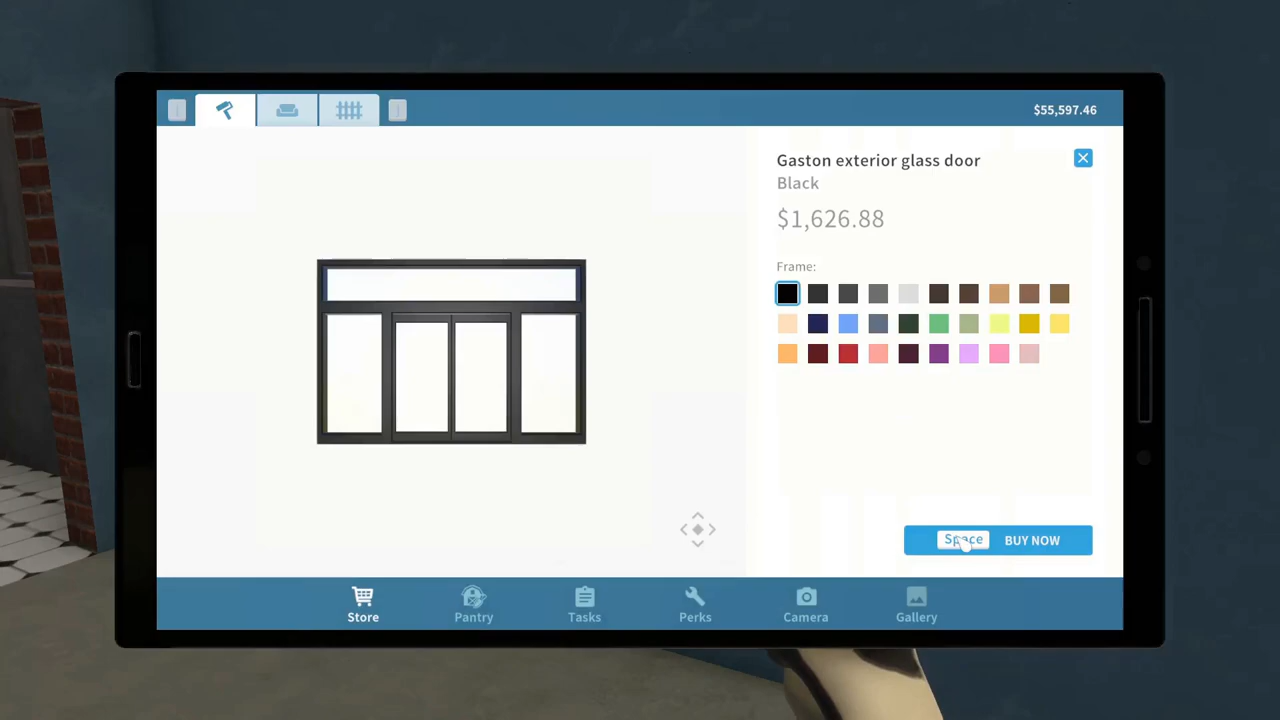 $55,597.46
Gaston exterior glass door
Black
$1,626.88
Frame:
Space BUY NOW
Store Pantry Tasks Perks Camera Gallery